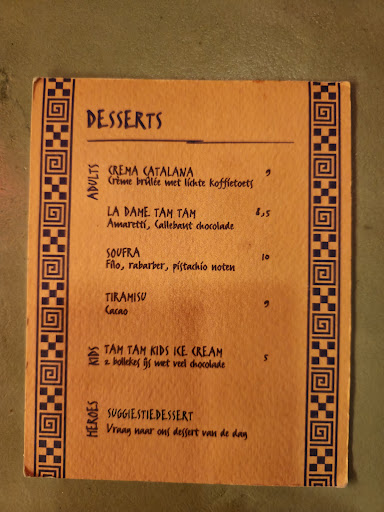 DESSERTS
ADULTS
CREMA CATALANA 9
Crème brûlée met lichte koffietoets
LA DAME TAM TAM 8,5
Amaretti, Callebaut chocolade
SOUFRA 10
Filo, rabarber, pistachio noten
TIRAMISU 9
Cacao
KIDS
TAM TAM KIDS ICE CREAM 5
2 bollekes ijs met veel chocolade
HEROES
SUGGIESTIEDESSERT
Vraag naar ons dessert van de dag